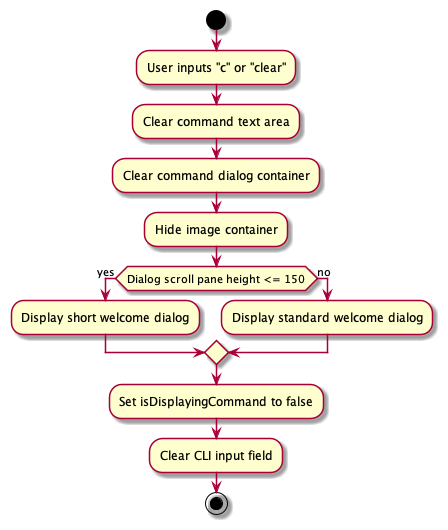 User inputs "c" or "clear"
Clear command text area
Clear command dialog container
Hide image container
yes
Dialog scroll pane height <= 150
no
Display short welcome dialog
Display standard welcome dialog
Set isDisplayingCommand to false
Clear CLI input field